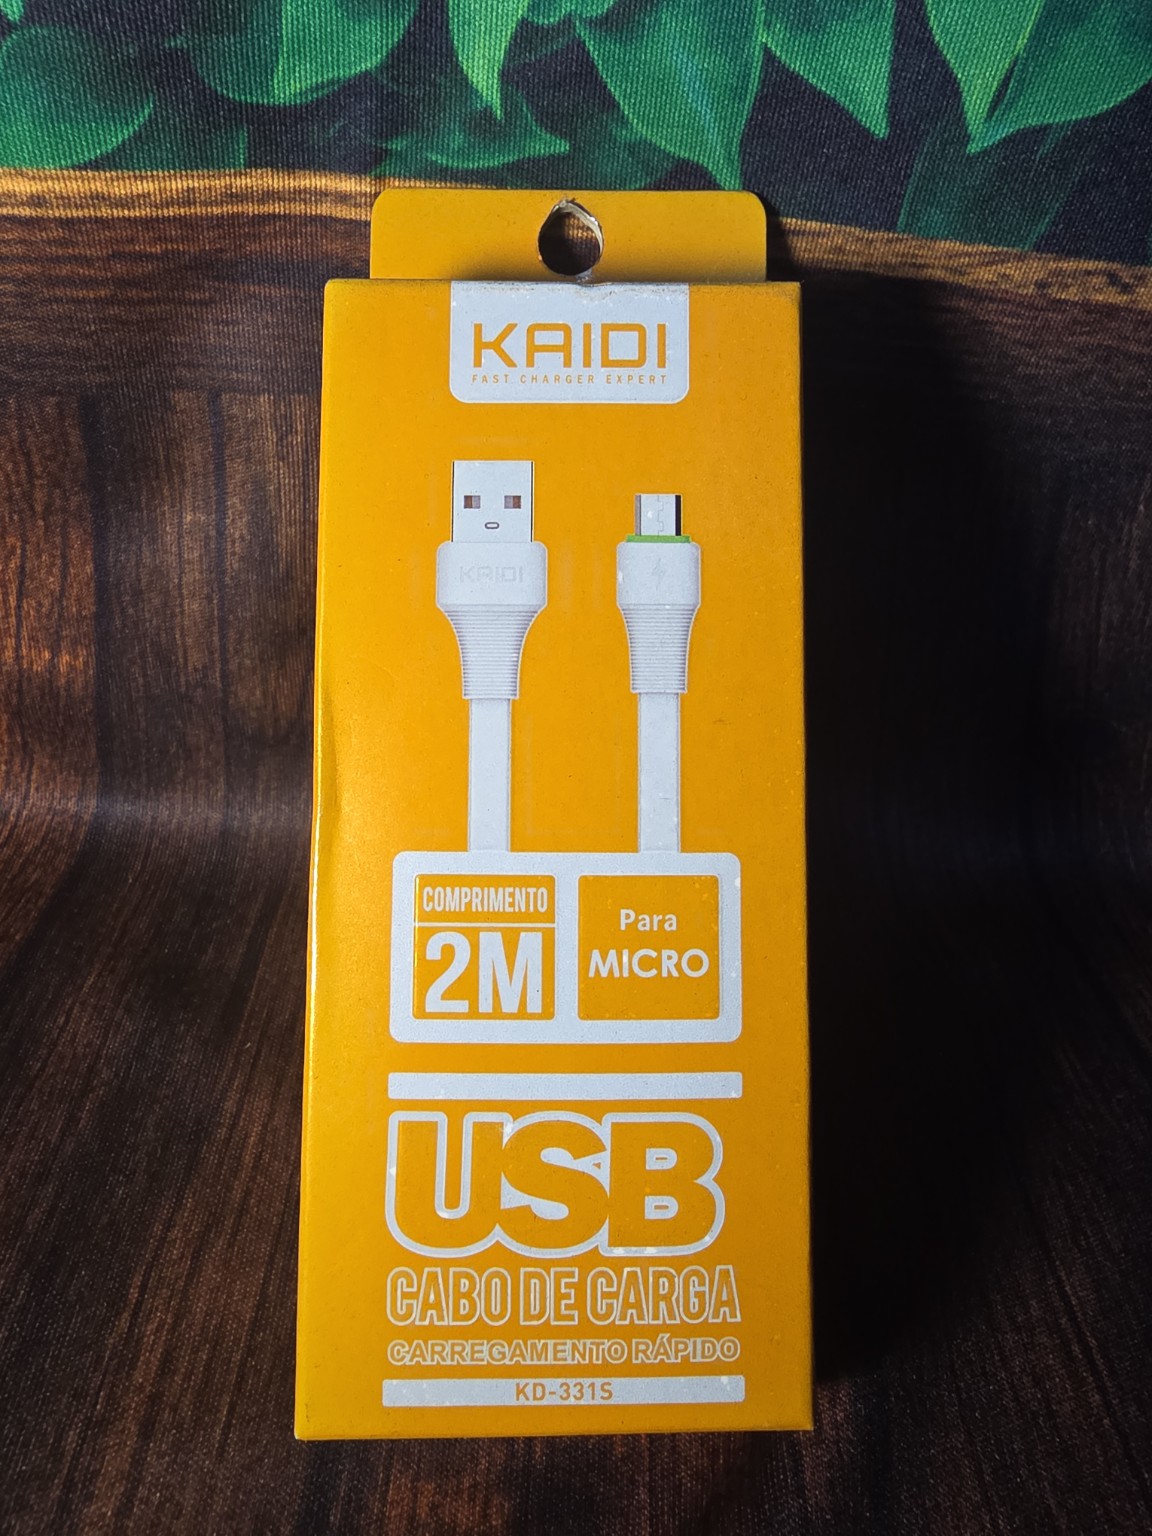 KAIDI
FAST CHARGER EXPERT
KAIDI
COMPRIMENTO
2M
Para
MICRO
USB
CABO DE CARGA
CARREGAMENTO RÁPIDO
KD-331S